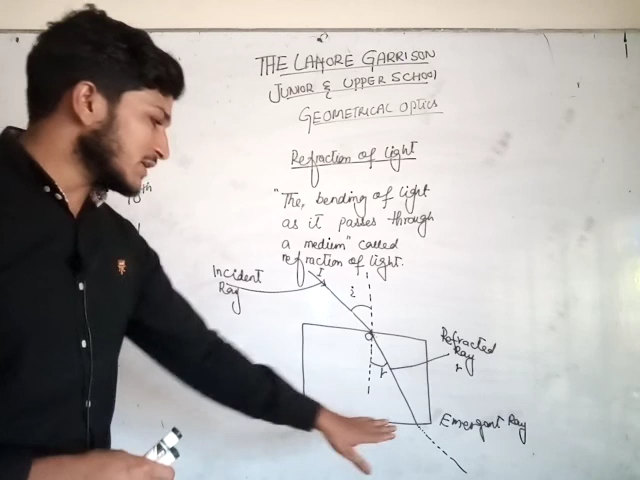 THE LAHORE GARRISON
JUNIOR & UPPER SCHOOL
GEOMETRICAL OPTICS
Refraction of light
"The, bending of light
as it passes through
a medium" called
refraction of light.
Incident
Ray
I
i
O
r
Refracted
Ray
r
Emergent Ray